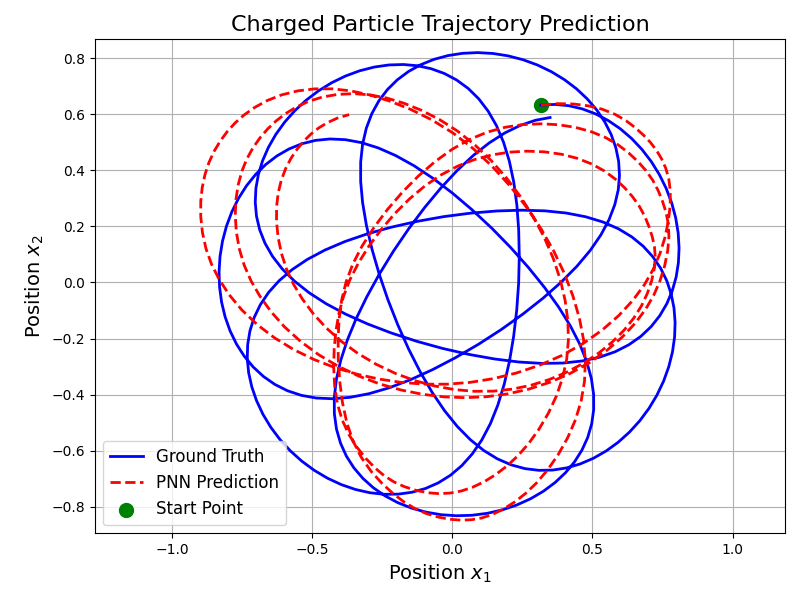 Charged Particle Trajectory Prediction
Position x₂
0.8
0.6
0.4
0.2
0.0
−0.2
−0.4
−0.6
−0.8
Ground Truth
PNN Prediction
Start Point
−1.0 −0.5 0.0 0.5 1.0
Position x₁